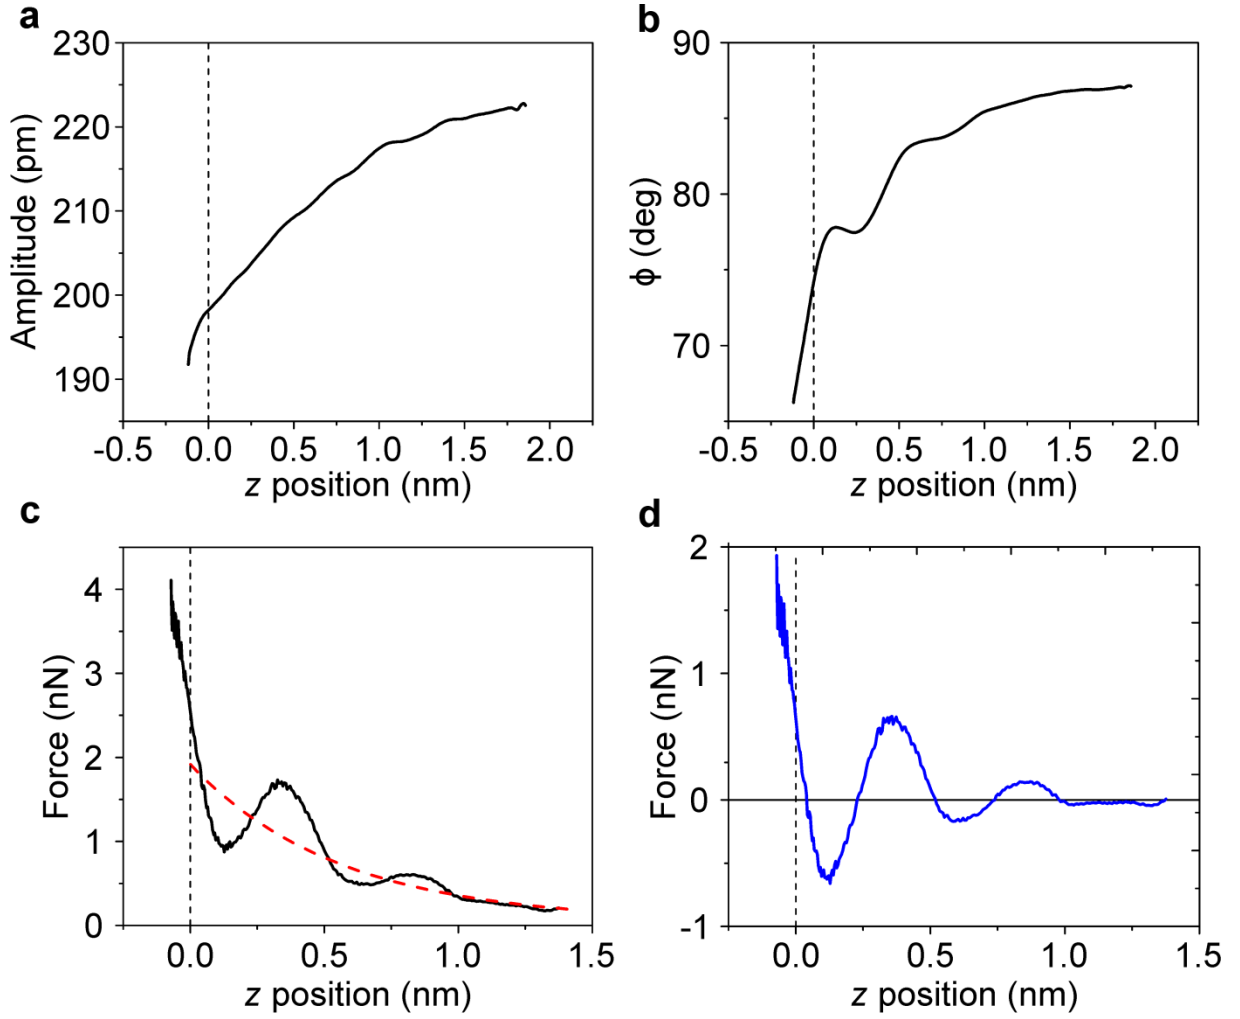 a
230
220
210
200
190
Amplitude (pm)
-0.5 0.0 0.5 1.0 1.5 2.0
z position (nm)
b
90
80
70
ϕ (deg)
-0.5 0.0 0.5 1.0 1.5 2.0
z position (nm)
c
4
3
2
1
0
Force (nN)
0.0 0.5 1.0 1.5
z position (nm)
d
2
1
0
-1
Force (nN)
0.0 0.5 1.0 1.5
z position (nm)